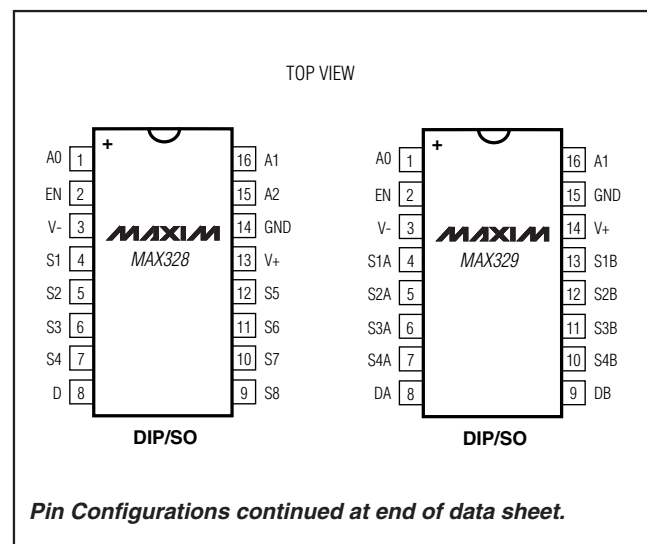 TOP VIEW
+
A0 1
EN 2
V- 3
S1 4
S2 5
S3 6
S4 7
D 8
16 A1
15 A2
14 GND
13 V+
12 S5
11 S6
10 S7
9 S8
MAXIM
MAX328
DIP/SO
+
A0 1
EN 2
V- 3
S1A 4
S2A 5
S3A 6
S4A 7
DA 8
16 A1
15 GND
14 V+
13 S1B
12 S2B
11 S3B
10 S4B
9 DB
MAXIM
MAX329
DIP/SO
Pin Configurations continued at end of data sheet.